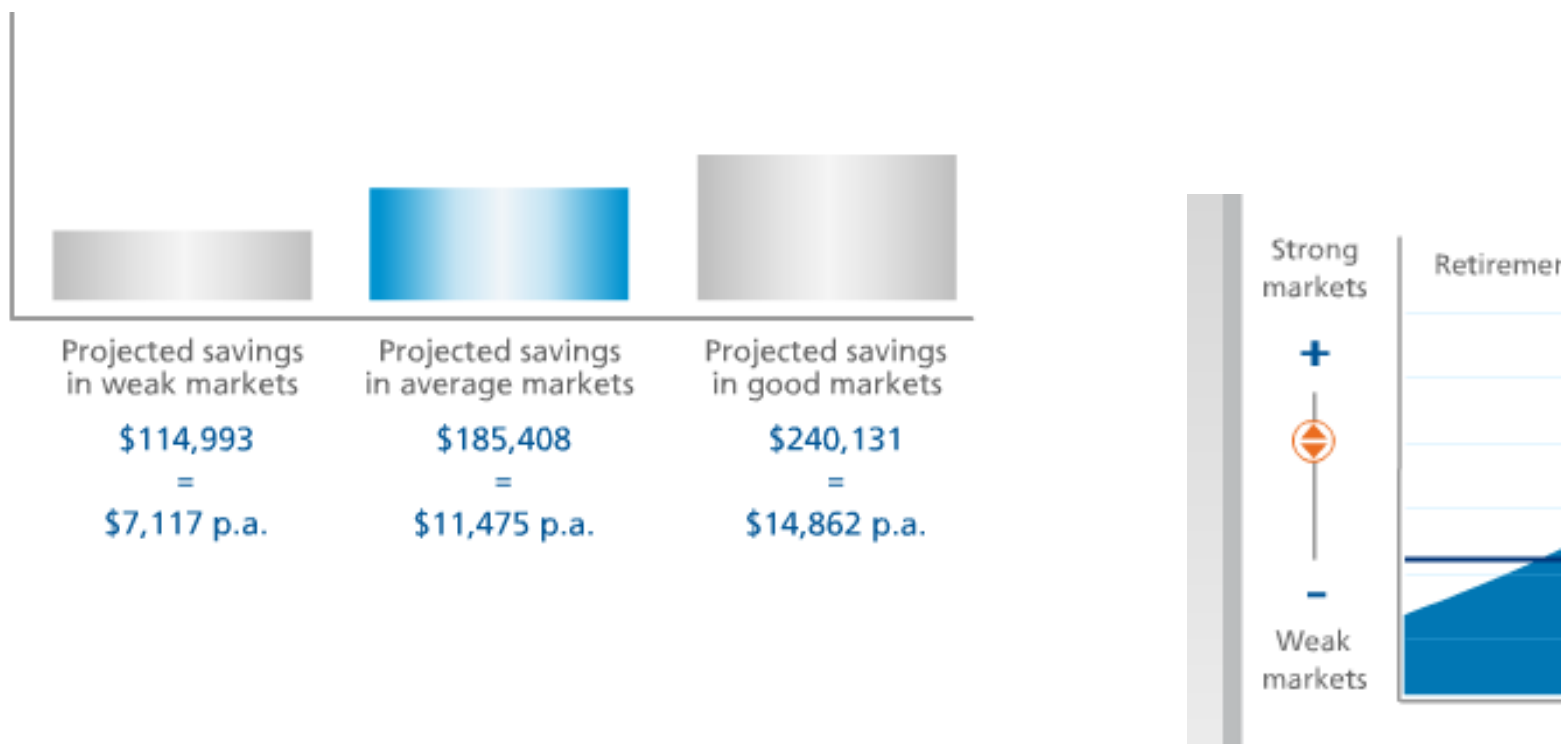 Projected savings
in weak markets
$114,993
=
$7,117 p.a.
Projected savings
in average markets
$185,408
=
$11,475 p.a.
Projected savings
in good markets
$240,131
=
$14,862 p.a.
Strong
markets
+
-
Weak
markets